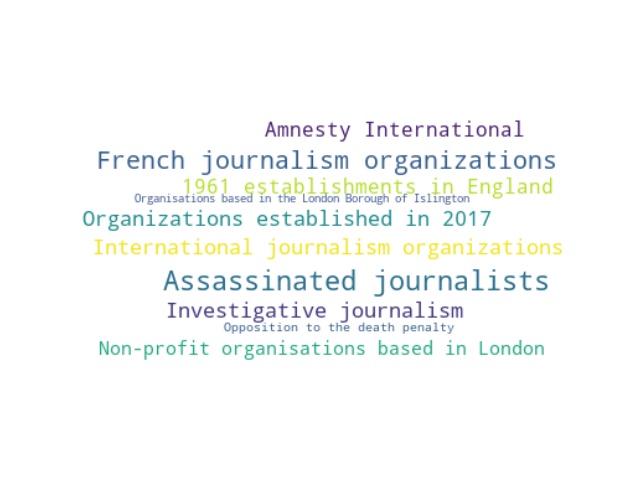 Amnesty International
French journalism organizations
1961 establishments in England
Organisations based in the London Borough of Islington
Organizations established in 2017
International journalism organizations
Assassinated journalists
Investigative journalism
Opposition to the death penalty
Non-profit organisations based in London